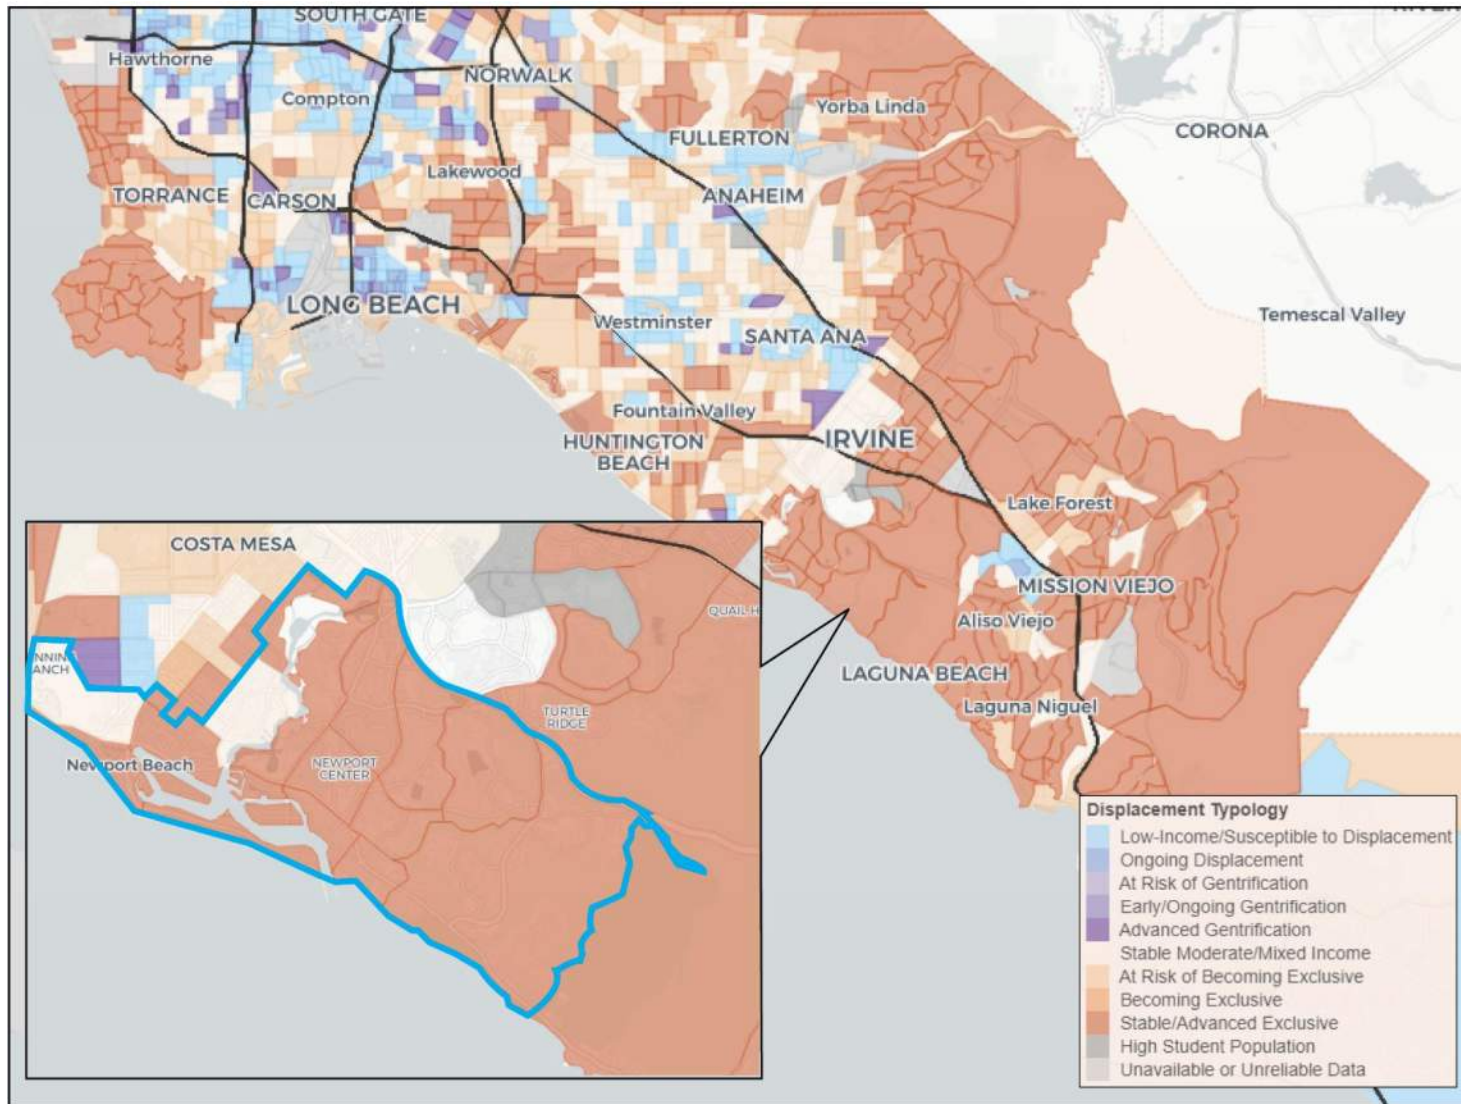 SOUTH GATE
Hawthorne
NORWALK
Compton
Yorba Linda
CORONA
FULLERTON
Lakewood
TORRANCE
CARSON
ANAHEIM
LONG BEACH
Westminster
Temescal Valley
SANTA ANA
Fountain Valley
IRVINE
HUNTINGTON
BEACH
Lake Forest
MISSION VIEJO
Aliso Viejo
LAGUNA BEACH
Laguna Niguel
COSTA MESA
QUAIL H
NNIN
ANCH
TURTLE
RIDGE
Newport Beach
NEWPORT
CENTER
Displacement Typology
Low-Income/Susceptible to Displacement
Ongoing Displacement
At Risk of Gentrification
Early/Ongoing Gentrification
Advanced Gentrification
Stable Moderate/Mixed Income
At Risk of Becoming Exclusive
Becoming Exclusive
Stable/Advanced Exclusive
High Student Population
Unavailable or Unreliable Data